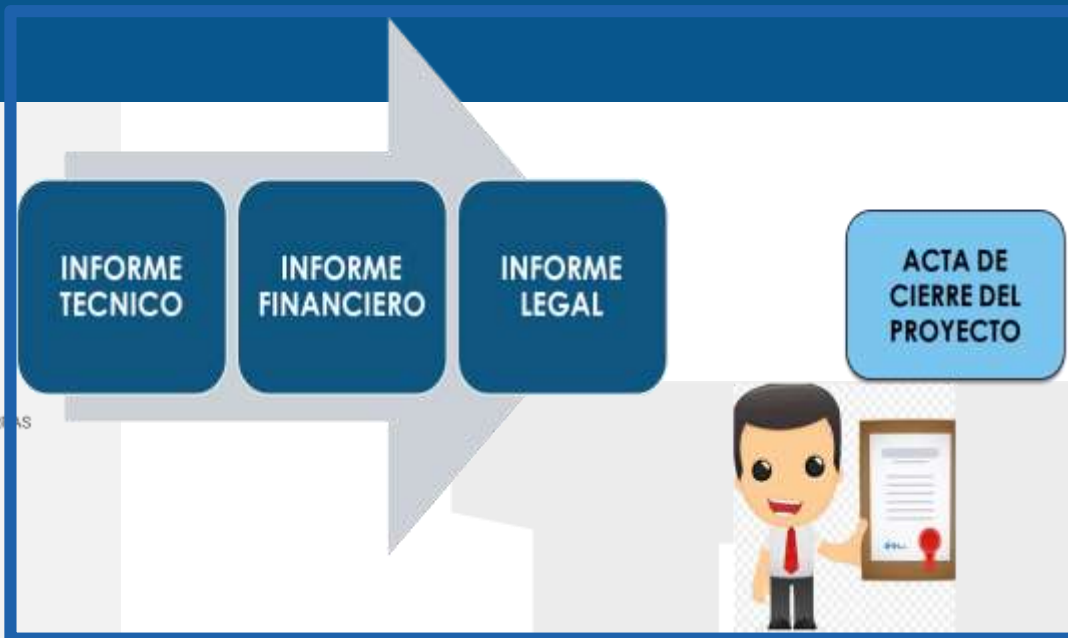 INFORME
TECNICO
INFORME
FINANCIERO
INFORME
LEGAL
ACTA DE
CIERRE DEL
PROYECTO